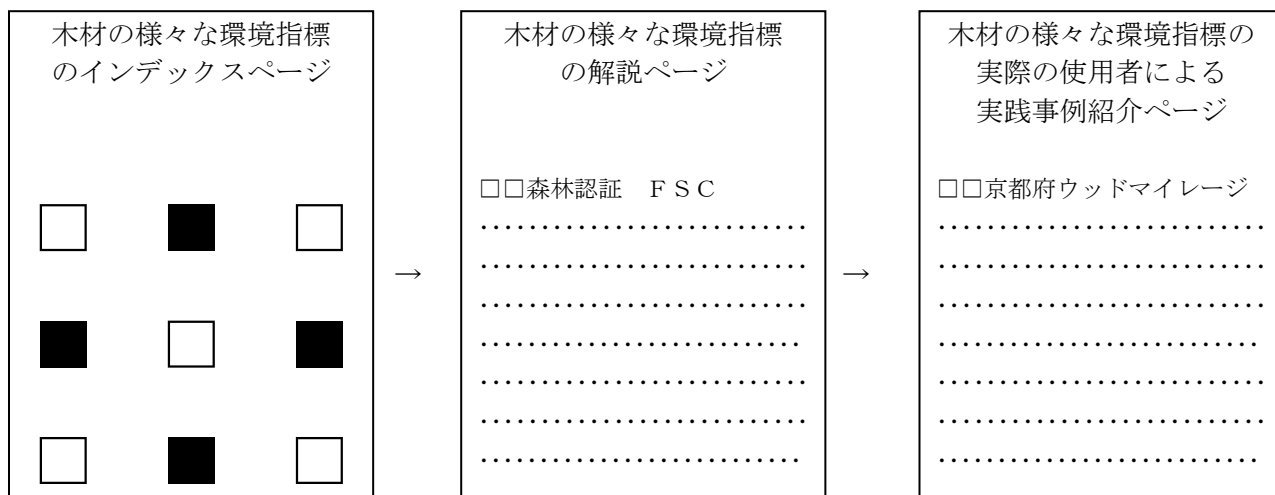 木材の様々な環境指標
のインデックスページ
→
木材の様々な環境指標
の解説ページ
□□森林認証　ＦＳＣ
‥‥‥‥‥‥‥‥‥‥‥‥‥
‥‥‥‥‥‥‥‥‥‥‥‥‥
‥‥‥‥‥‥‥‥‥‥‥‥‥
‥‥‥‥‥‥‥‥‥‥‥‥‥
‥‥‥‥‥‥‥‥‥‥‥‥‥
‥‥‥‥‥‥‥‥‥‥‥‥‥
‥‥‥‥‥‥‥‥‥‥‥‥‥
→
木材の様々な環境指標の
実際の使用者による
実践事例紹介ページ
□□京都府ウッドマイレージ
‥‥‥‥‥‥‥‥‥‥‥‥‥
‥‥‥‥‥‥‥‥‥‥‥‥‥
‥‥‥‥‥‥‥‥‥‥‥‥‥
‥‥‥‥‥‥‥‥‥‥‥‥‥
‥‥‥‥‥‥‥‥‥‥‥‥‥
‥‥‥‥‥‥‥‥‥‥‥‥‥
‥‥‥‥‥‥‥‥‥‥‥‥‥